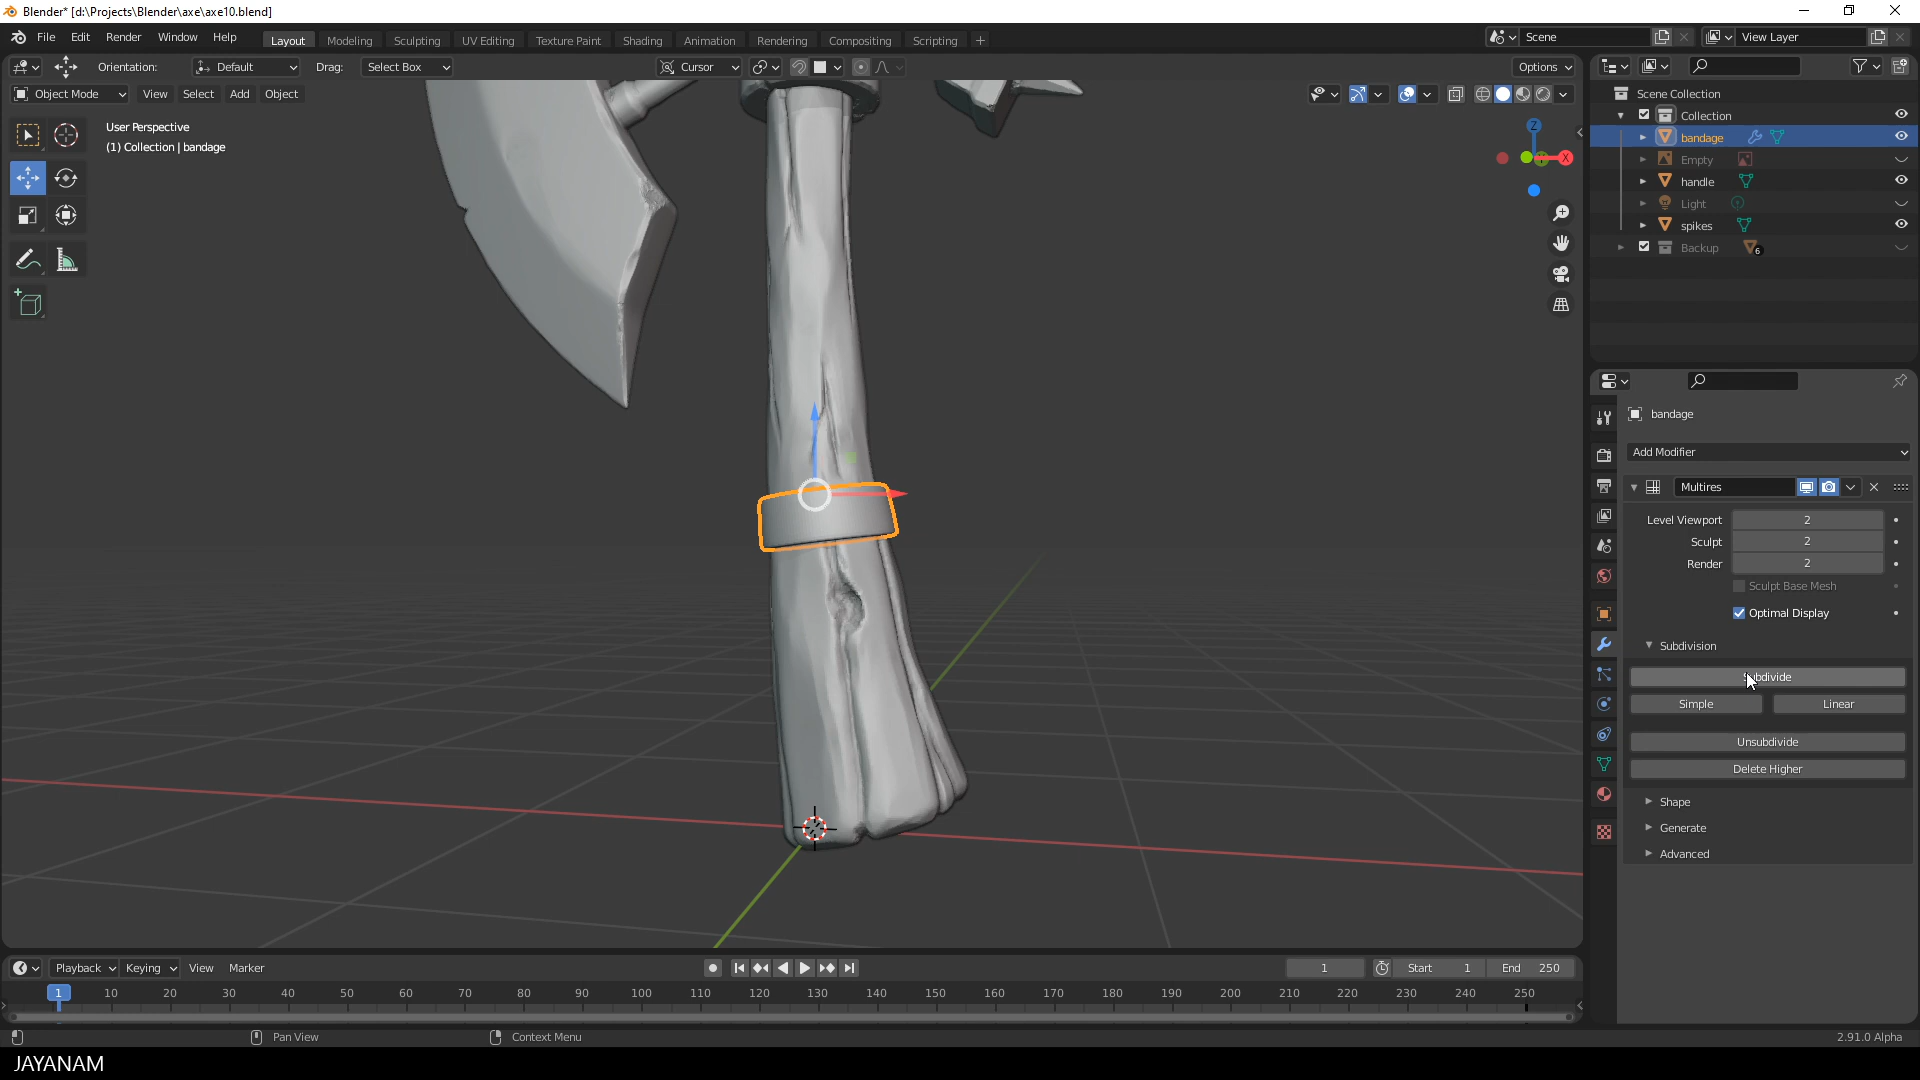 Blender* [d:\Projects\Blender\axe\axe10.blend]
File Edit Render Window Help Layout Modeling Sculpting UV Editing Texture Paint Shading Animation Rendering Compositing Scripting + Scene View Layer
Orientation: Default Drag: Select Box Cursor Options
Object Mode View Select Add Object
User Perspective
(1) Collection | bandage
Z
X
Scene Collection
Collection
bandage
Empty
handle
Light
spikes
Backup 6
bandage
Add Modifier
Multires
Level Viewport 2
Sculpt 2
Render 2
Sculpt Base Mesh
Optimal Display
Subdivision
Subdivide
Simple Linear
Unsubdivide
Delete Higher
Shape
Generate
Advanced
Playback Keying View Marker 1 Start 1 End 250
1 10 20 30 40 50 60 70 80 90 100 110 120 130 140 150 160 170 180 190 200 210 220 230 240 250
Pan View Context Menu 2.91.0 Alpha
JAYANAM